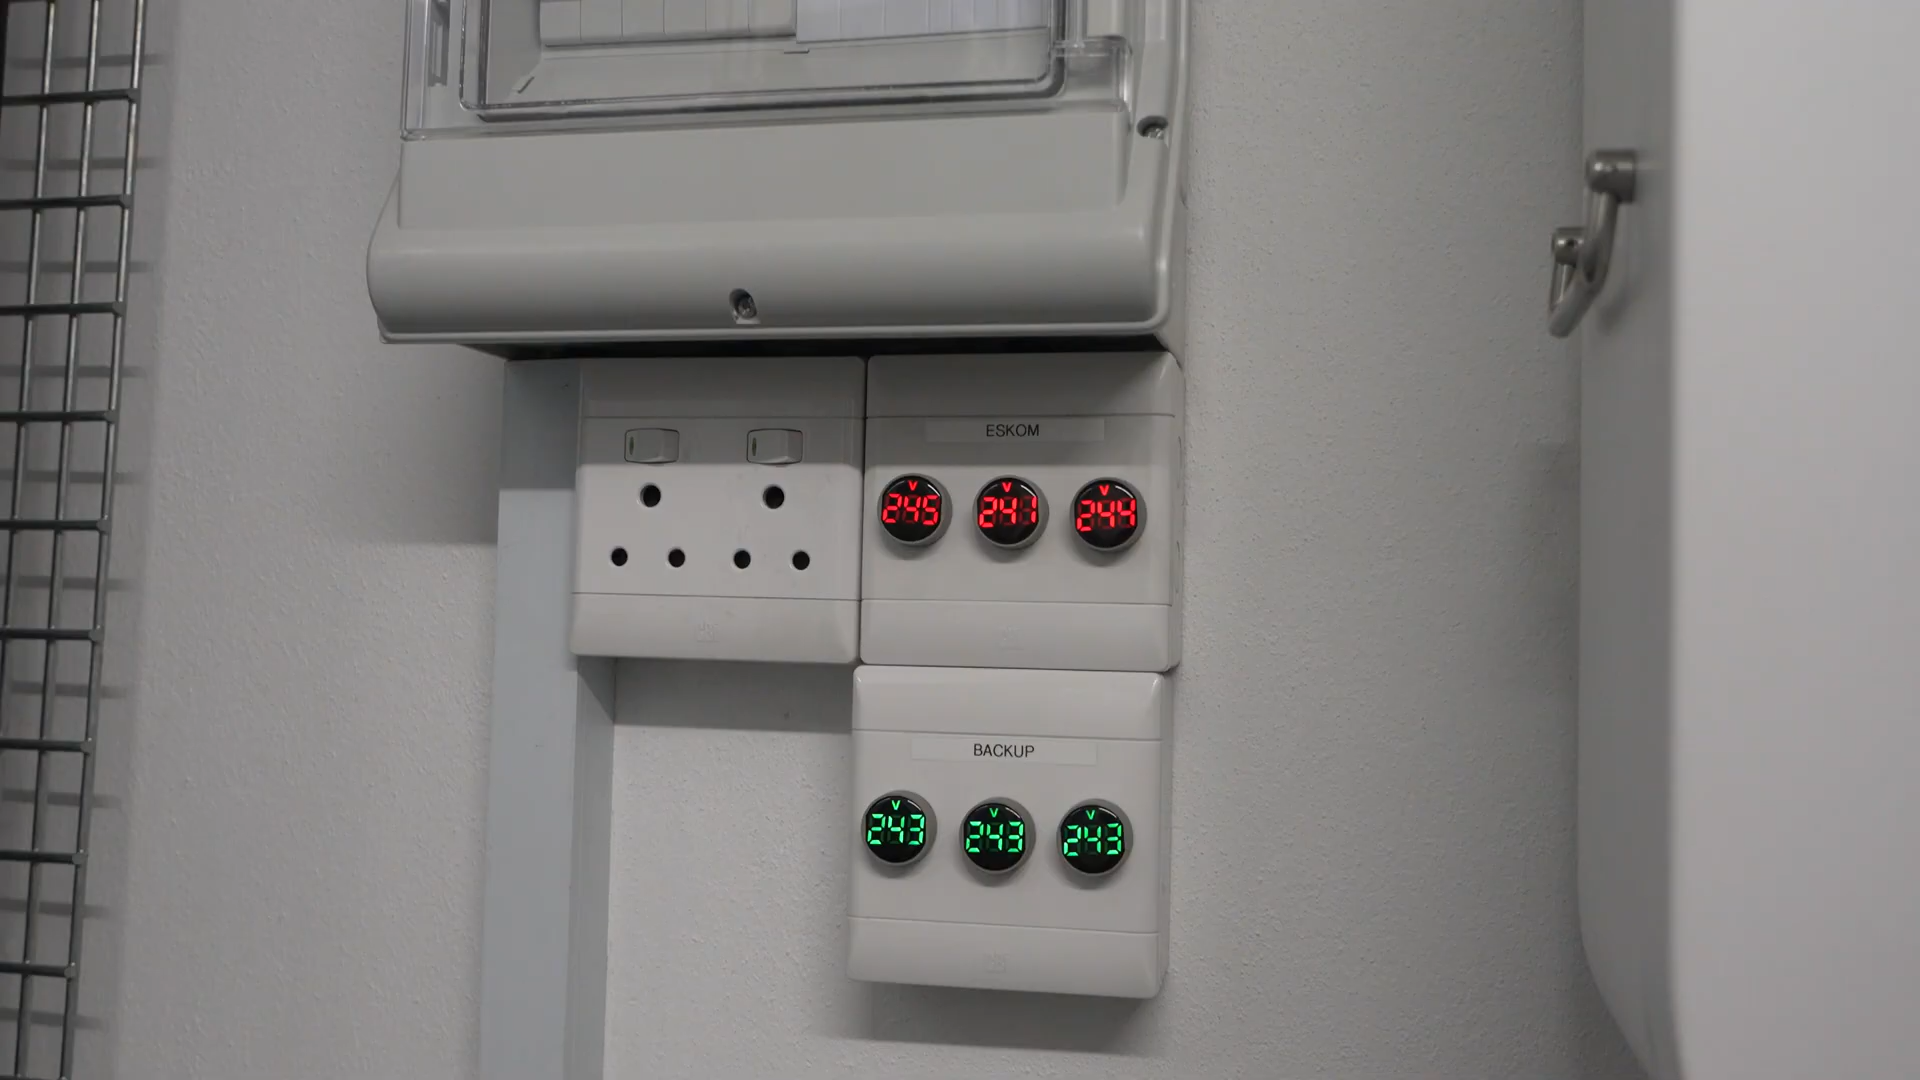 ESKOM
V V V
245 241 244
BACKUP
V V V
243 243 243